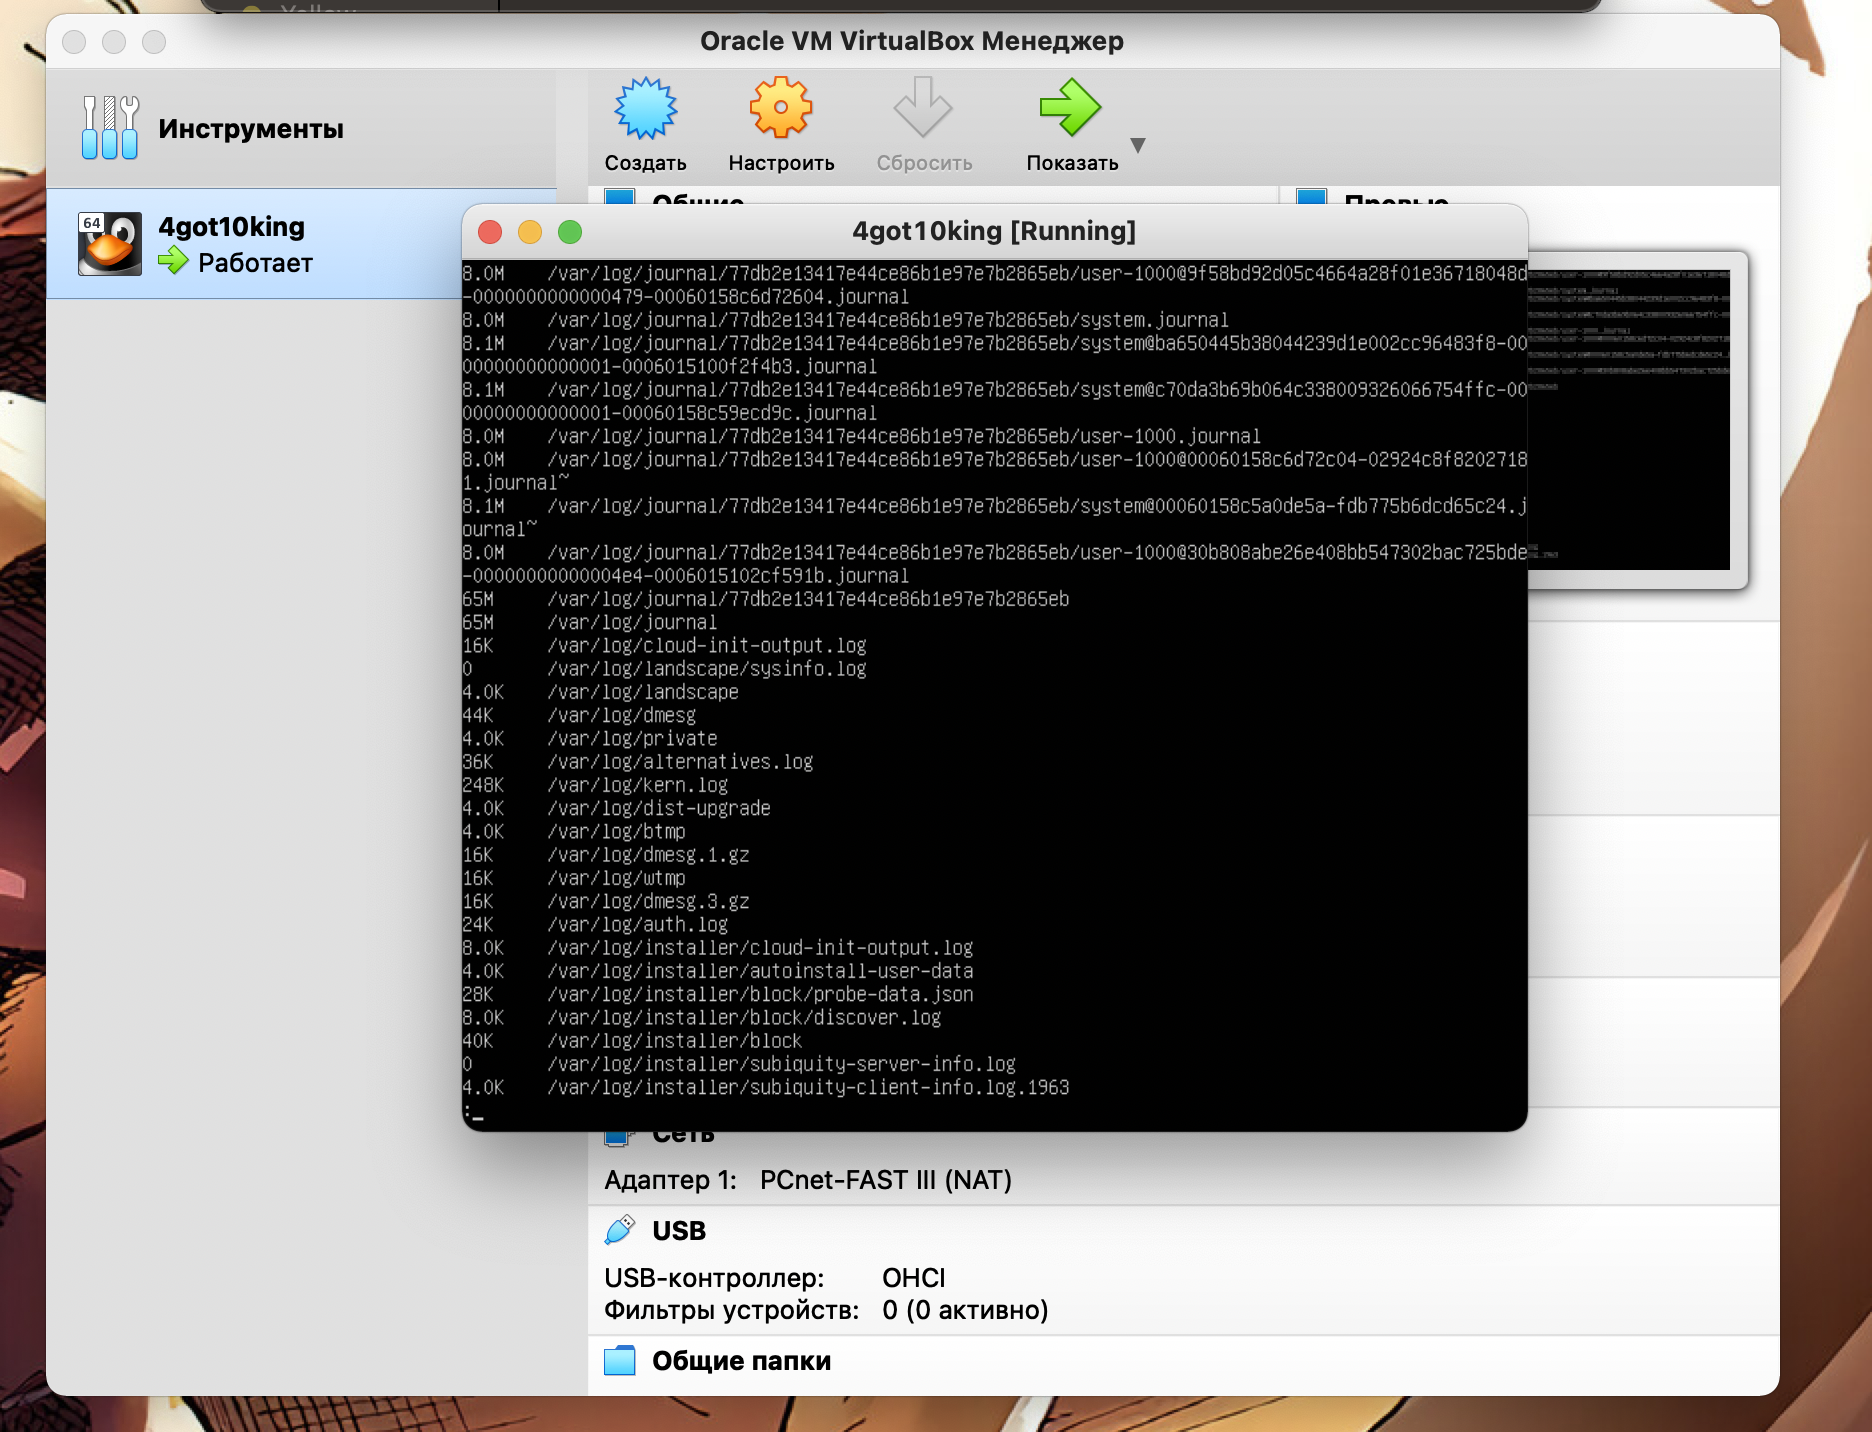 Yellow
Oracle VM VirtualBox Менеджер
Инструменты
Создать
Настроить
Сбросить
Показать
64
4got10king
Работает
Общие
Превью
4got10king [Running]
8.0M /var/log/journal/77db2e13417e44ce86b1e97e7b2865eb/user-1000@9f58bd92d05c4664a28f01e36718048d
-0000000000000479-00060158c6d72604.journal
8.0M /var/log/journal/77db2e13417e44ce86b1e97e7b2865eb/system.journal
8.1M /var/log/journal/77db2e13417e44ce86b1e97e7b2865eb/system@ba650445b38044239d1e002cc96483f8-00
00000000000001-0006015100f2f4b3.journal
8.1M /var/log/journal/77db2e13417e44ce86b1e97e7b2865eb/system@c70da3b69b064c338009326066754ffc-00
00000000000001-00060158c59ecd9c.journal
8.0M /var/log/journal/77db2e13417e44ce86b1e97e7b2865eb/user-1000.journal
8.0M /var/log/journal/77db2e13417e44ce86b1e97e7b2865eb/user-1000@00060158c6d72c04-02924c8f8202718
1.journal~
8.1M /var/log/journal/77db2e13417e44ce86b1e97e7b2865eb/system@00060158c5a0de5a-fdb775b6dcd65c24.j
ournal~
8.0M /var/log/journal/77db2e13417e44ce86b1e97e7b2865eb/user-1000@30b808abe26e408bb547302bac725bde
-00000000000004e4-0006015102cf591b.journal
65M /var/log/journal/77db2e13417e44ce86b1e97e7b2865eb
65M /var/log/journal
16K /var/log/cloud-init-output.log
0 /var/log/landscape/sysinfo.log
4.0K /var/log/landscape
44K /var/log/dmesg
4.0K /var/log/private
36K /var/log/alternatives.log
248K /var/log/kern.log
4.0K /var/log/dist-upgrade
4.0K /var/log/btmp
16K /var/log/dmesg.1.gz
16K /var/log/wtmp
16K /var/log/dmesg.3.gz
24K /var/log/auth.log
8.0K /var/log/installer/cloud-init-output.log
4.0K /var/log/installer/autoinstall-user-data
28K /var/log/installer/block/probe-data.json
8.0K /var/log/installer/block/discover.log
40K /var/log/installer/block
0 /var/log/installer/subiquity-server-info.log
4.0K /var/log/installer/subiquity-client-info.log.1963
:_
Сеть
Адаптер 1: PCnet-FAST III (NAT)
USB
USB-контроллер: OHCI
Фильтры устройств: 0 (0 активно)
Общие папки